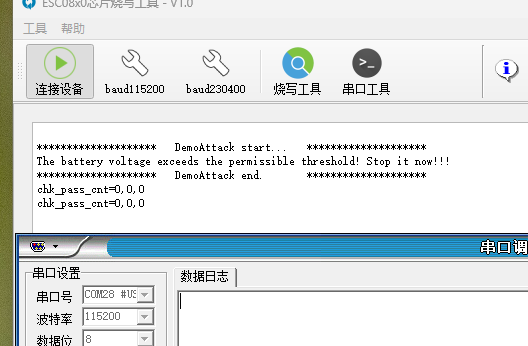 ESC08x0芯片烧写工具 - V1.0
工具 帮助
连接设备 baud115200 baud230400 烧写工具 串口工具
******************** DemoAttack start... ********************
The battery voltage exceeds the permissible threshold! Stop it now!!!
******************** DemoAttack end. ********************
chk_pass_cnt=0,0,0
chk_pass_cnt=0,0,0
串口调
串口设置 数据日志
串口号 COM28 #US
波特率 115200
数据位 8